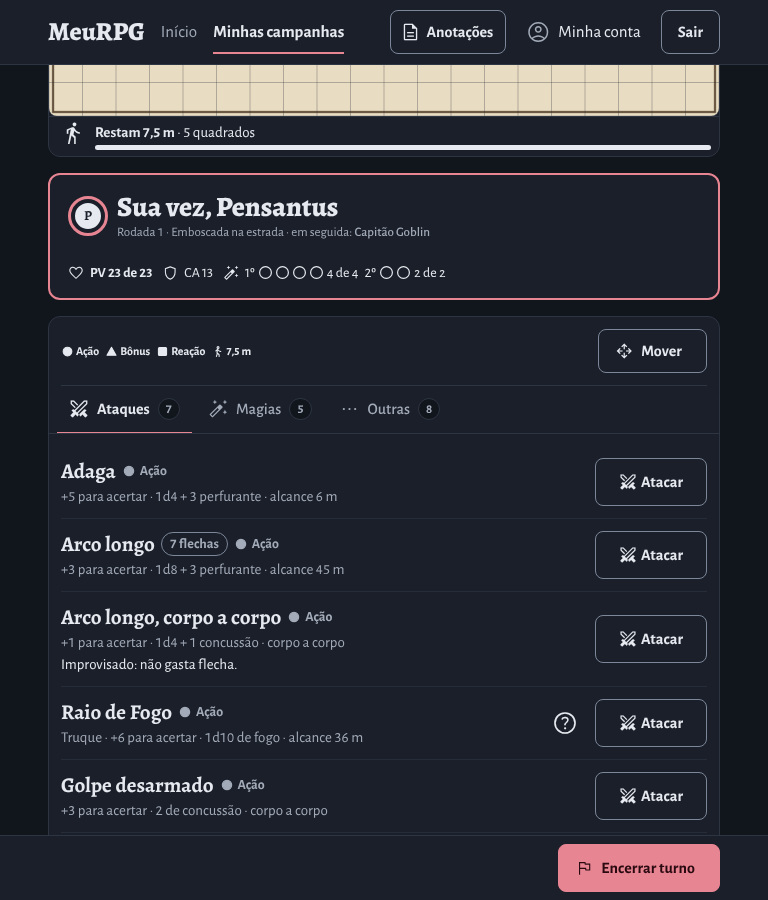 MeuRPG Início Minhas campanhas Anotações Minha conta Sair
Restam 7,5 m · 5 quadrados
P
Sua vez, Pensantus
Rodada 1 · Emboscada na estrada · em seguida: Capitão Goblin
PV 23 de 23 CA 13 1º 4 de 4 2º 2 de 2
Ação Bônus Reação 7,5 m Mover
Ataques 7 Magias 5 Outras 8
Adaga Ação
+5 para acertar · 1d4 + 3 perfurante · alcance 6 m
Atacar
Arco longo 7 flechas Ação
+3 para acertar · 1d8 + 3 perfurante · alcance 45 m
Atacar
Arco longo, corpo a corpo Ação
+1 para acertar · 1d4 + 1 concussão · corpo a corpo
Improvisado: não gasta flecha.
Atacar
Raio de Fogo Ação
Truque · +6 para acertar · 1d10 de fogo · alcance 36 m
Atacar
Golpe desarmado Ação
+3 para acertar · 2 de concussão · corpo a corpo
Atacar
Encerrar turno